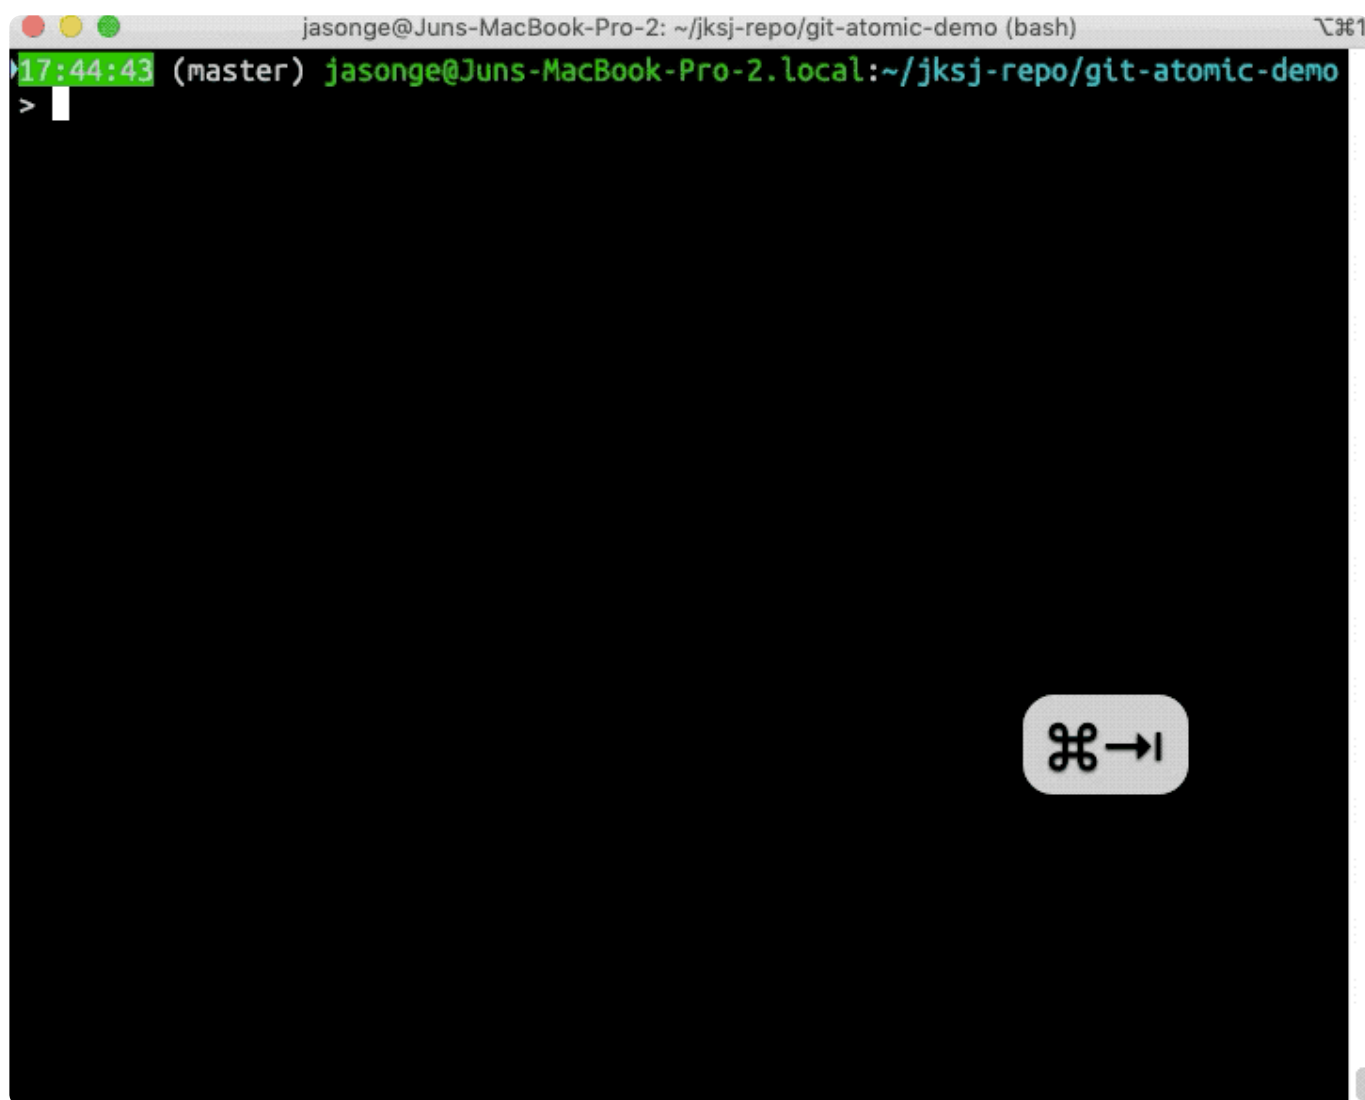 jasonge@Juns-MacBook-Pro-2: ~/jksj-repo/git-atomic-demo (bash) ⌥⌘1
17:44:43 (master) jasonge@Juns-MacBook-Pro-2.local:~/jksj-repo/git-atomic-demo
>
⌘⇥